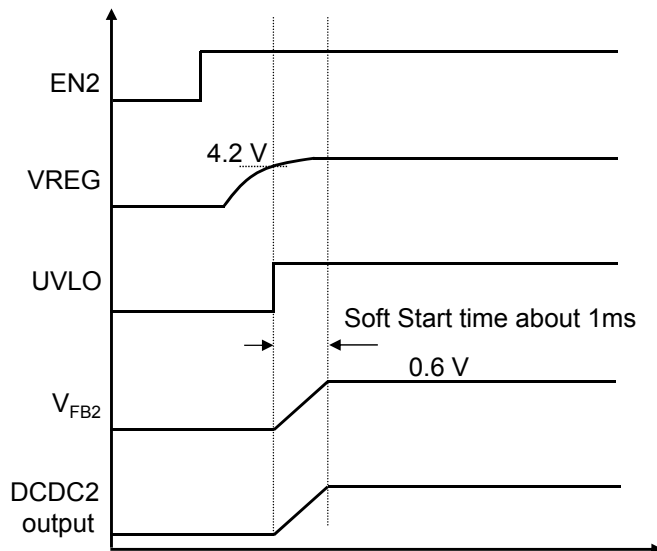 EN2
4.2 V
VREG
UVLO
Soft Start time about 1ms
0.6 V
VFB2
DCDC2
output